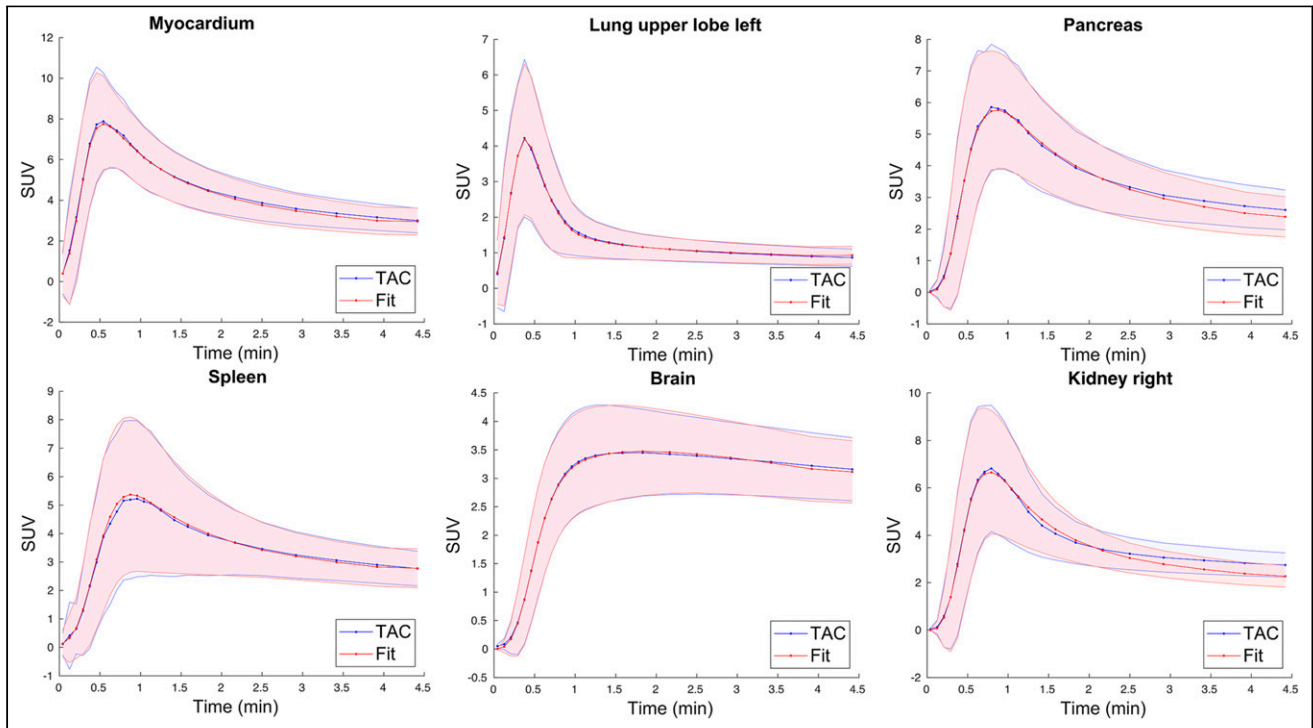 Myocardium
12
10
8
6
4
2
0
-2
SUV
0 0.5 1 1.5 2 2.5 3 3.5 4 4.5
Time (min)
TAC
Fit
Lung upper lobe left
7
6
5
4
3
2
1
0
-1
SUV
0 0.5 1 1.5 2 2.5 3 3.5 4 4.5
Time (min)
TAC
Fit
Pancreas
8
7
6
5
4
3
2
1
0
-1
SUV
0 0.5 1 1.5 2 2.5 3 3.5 4 4.5
Time (min)
TAC
Fit
Spleen
9
8
7
6
5
4
3
2
1
0
-1
SUV
0 0.5 1 1.5 2 2.5 3 3.5 4 4.5
Time (min)
TAC
Fit
Brain
4.5
4
3.5
3
2.5
2
1.5
1
0.5
0
-0.5
SUV
0 0.5 1 1.5 2 2.5 3 3.5 4 4.5
Time (min)
TAC
Fit
Kidney right
10
8
6
4
2
0
-2
SUV
0 0.5 1 1.5 2 2.5 3 3.5 4 4.5
Time (min)
TAC
Fit